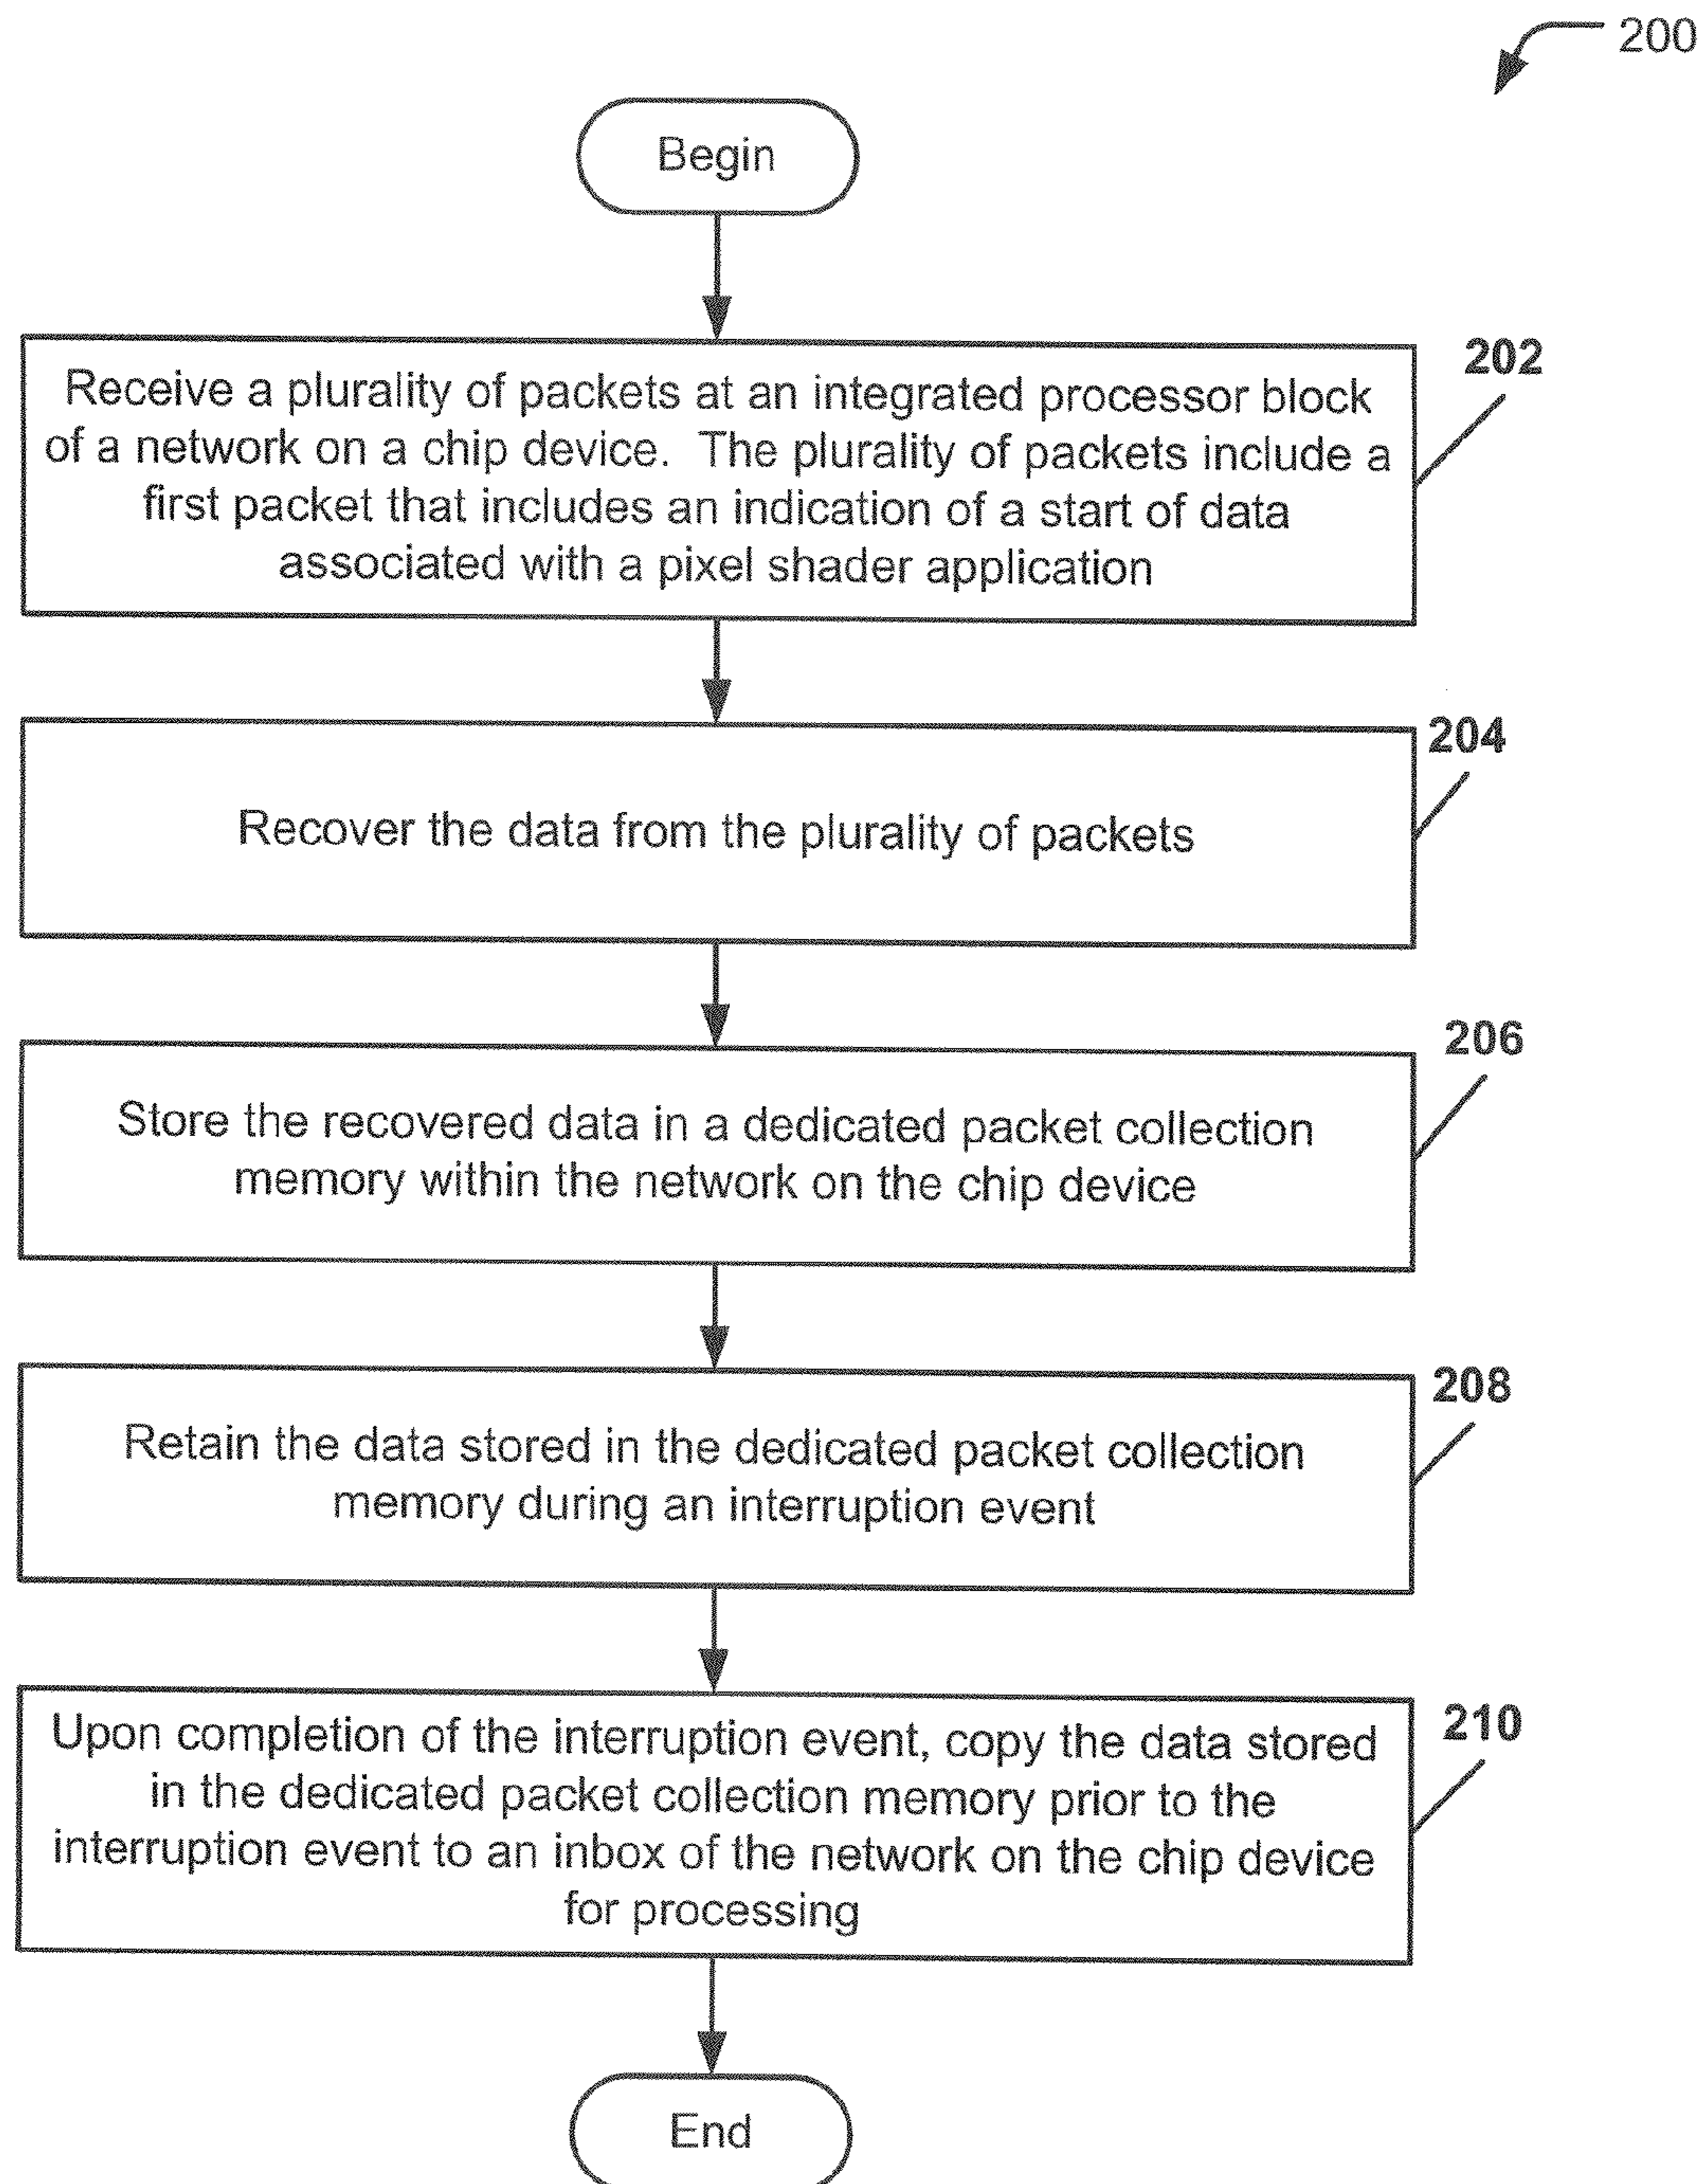 200
Begin
202
Receive a plurality of packets at an integrated processor block
of a network on a chip device. The plurality of packets include a
first packet that includes an indication of a start of data
associated with a pixel shader application
204
Recover the data from the plurality of packets
206
Store the recovered data in a dedicated packet collection
memory within the network on the chip device
208
Retain the data stored in the dedicated packet collection
memory during an interruption event
210
Upon completion of the interruption event, copy the data stored
in the dedicated packet collection memory prior to the
interruption event to an inbox of the network on the chip device
for processing
End